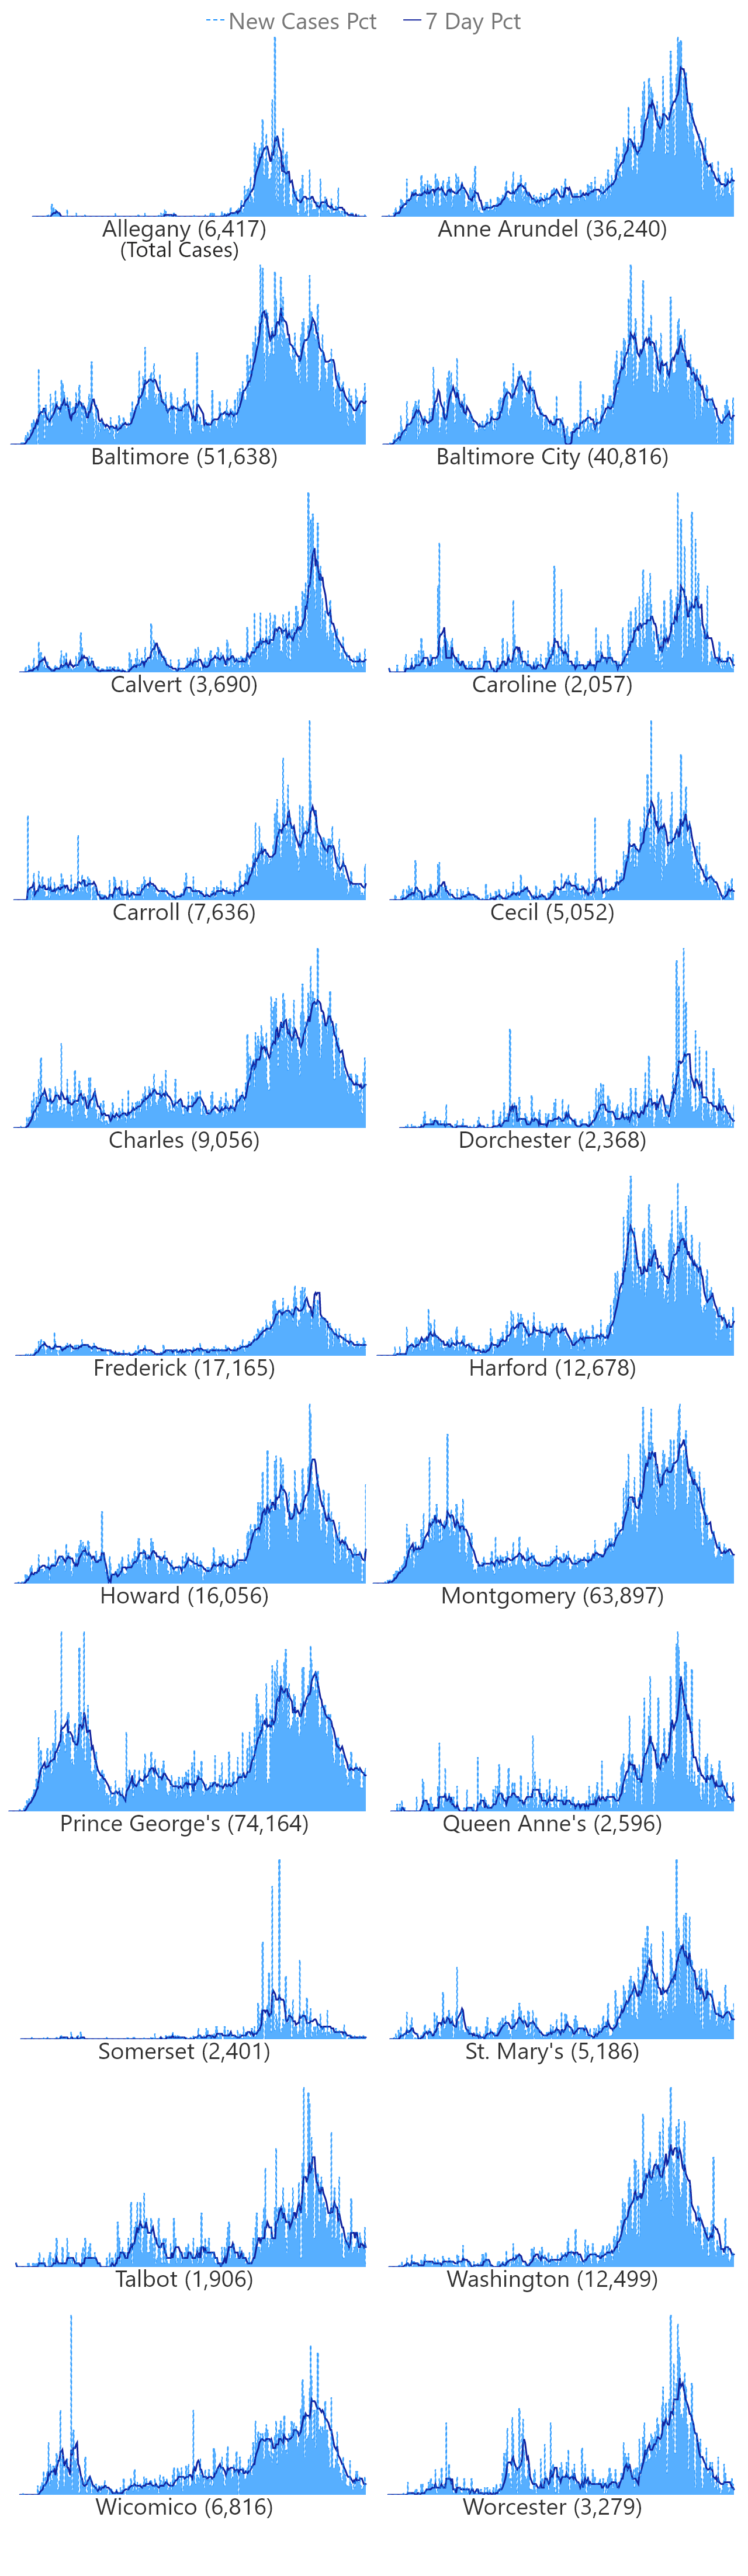 New Cases Pct 7 Day Pct
Allegany (6,417) Anne Arundel (36,240)
(Total Cases)
Baltimore (51,638) Baltimore City (40,816)
Calvert (3,690) Caroline (2,057)
Carroll (7,636) Cecil (5,052)
Charles (9,056) Dorchester (2,368)
Frederick (17,165) Harford (12,678)
Howard (16,056) Montgomery (63,897)
Prince George's (74,164) Queen Anne's (2,596)
Somerset (2,401) St. Mary's (5,186)
Talbot (1,906) Washington (12,499)
Wicomico (6,816) Worcester (3,279)